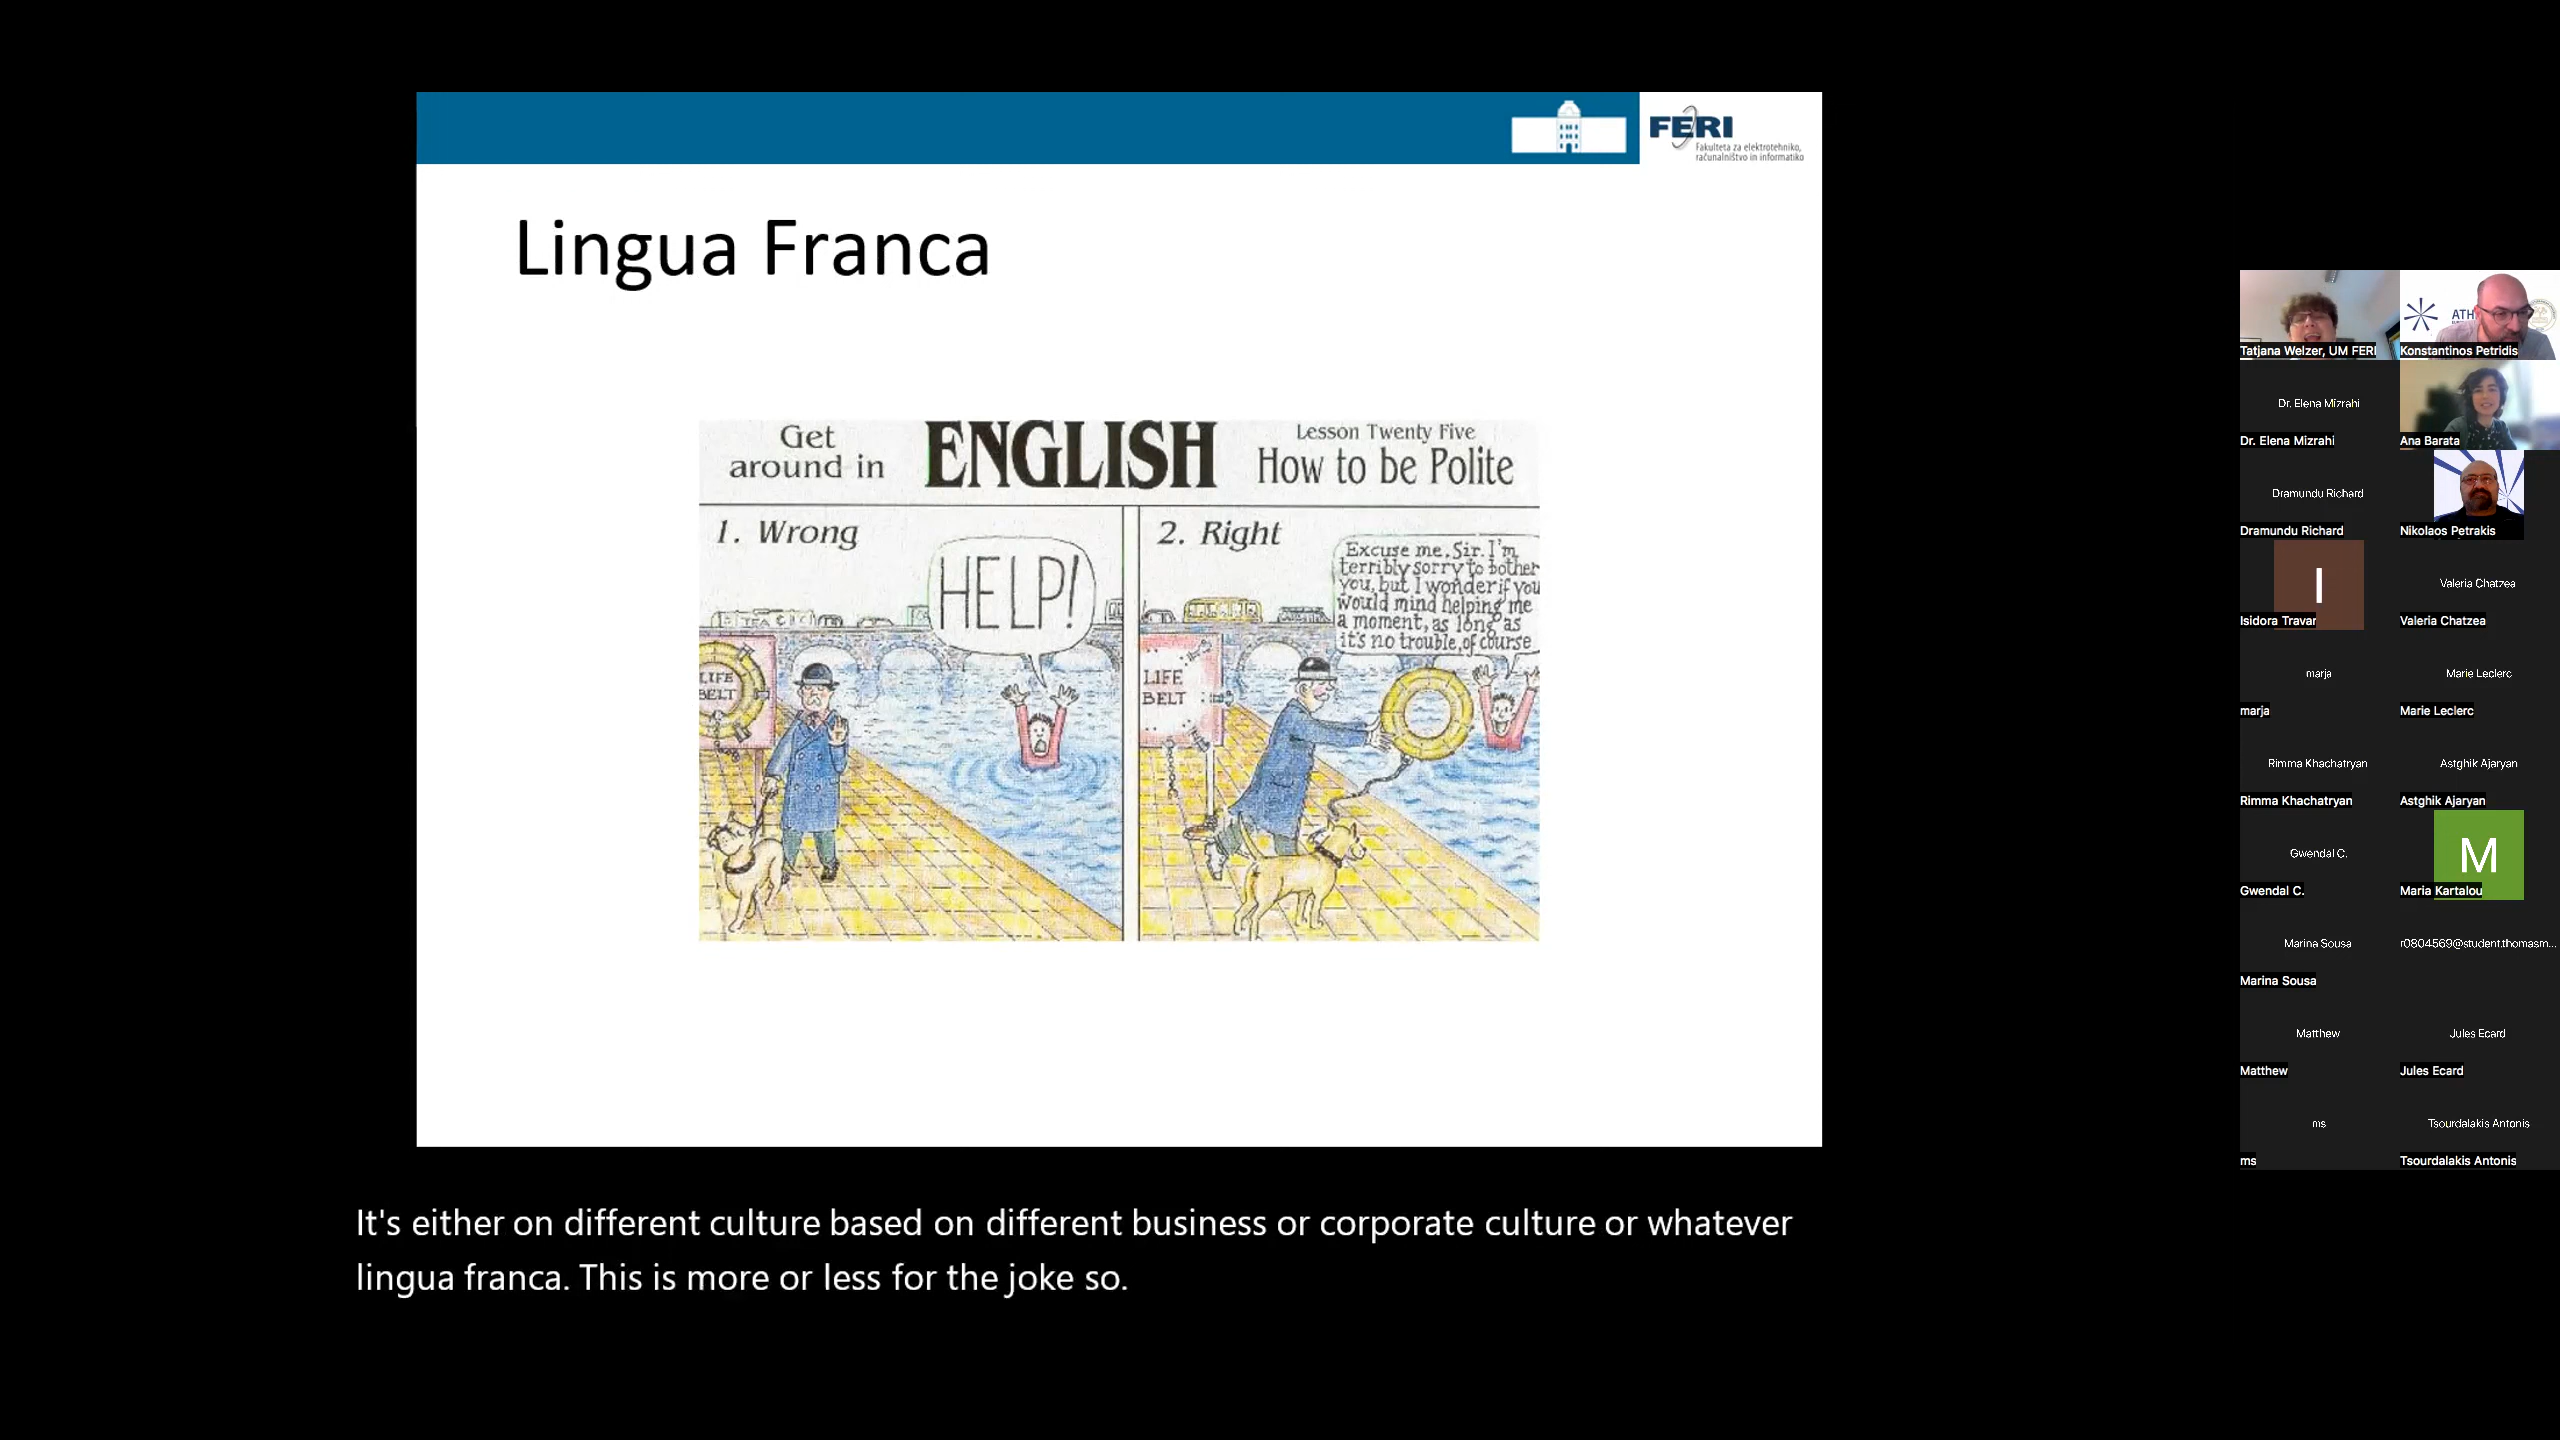 FERI
Fakulteta za elektrotehniko,
računalništvo in informatiko
Lingua Franca
Get
around in
ENGLISH
Lesson Twenty Five
How to be Polite
1. Wrong
HELP!
LIFE
BELT
2. Right
Excuse me, Sir. I'm
terribly sorry to bother
you, but I wonder if you
would mind helping me
a moment, as long as
it's no trouble, of course
LIFE
BELT
It's either on different culture based on different business or corporate culture or whatever
lingua franca. This is more or less for the joke so.
ATH
Tatjana Welzer, UM FERI
Konstantinos Petridis
Dr. Elena Mizrahi
Dr. Elena Mizrahi
Ana Barata
Dramundu Richard
Dramundu Richard
Nikolaos Petrakis
I
Isidora Travar
Valeria Chatzea
Valeria Chatzea
marja
marja
Marie Leclerc
Marie Leclerc
Rimma Khachatryan
Rimma Khachatryan
Astghik Ajaryan
Astghik Ajaryan
Gwendal C.
Gwendal C.
M
Maria Kartalou
Marina Sousa
Marina Sousa
r0804569@student.thomasm...
Matthew
Matthew
Jules Ecard
Jules Ecard
ms
ms
Tsourdalakis Antonis
Tsourdalakis Antonis